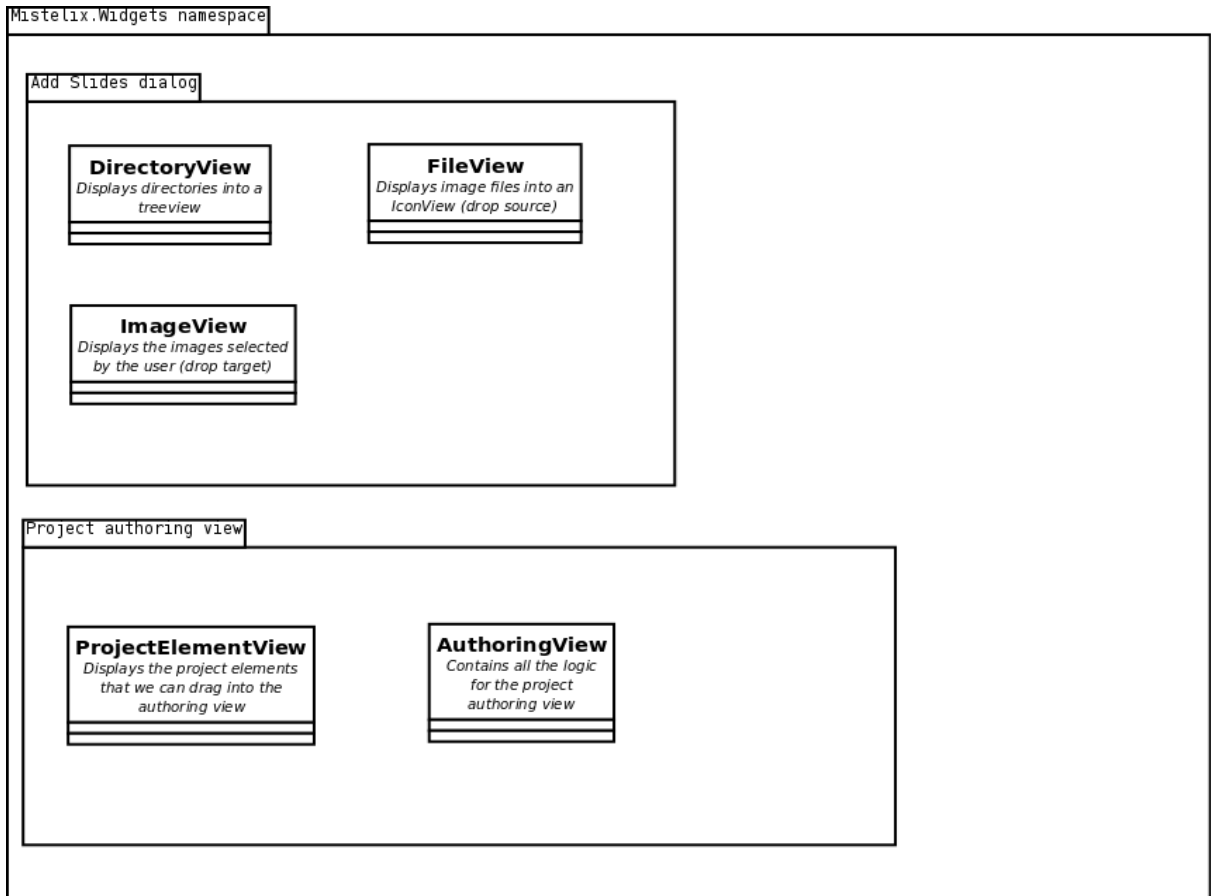 Mistelix.Widgets namespace
Add Slides dialog
DirectoryView
Displays directories into a
treeview
FileView
Displays image files into an
IconView (drop source)
ImageView
Displays the images selected
by the user (drop target)
Project authoring view
ProjectElementView
Displays the project elements
that we can drag into the
authoring view
AuthoringView
Contains all the logic
for the project
authoring view